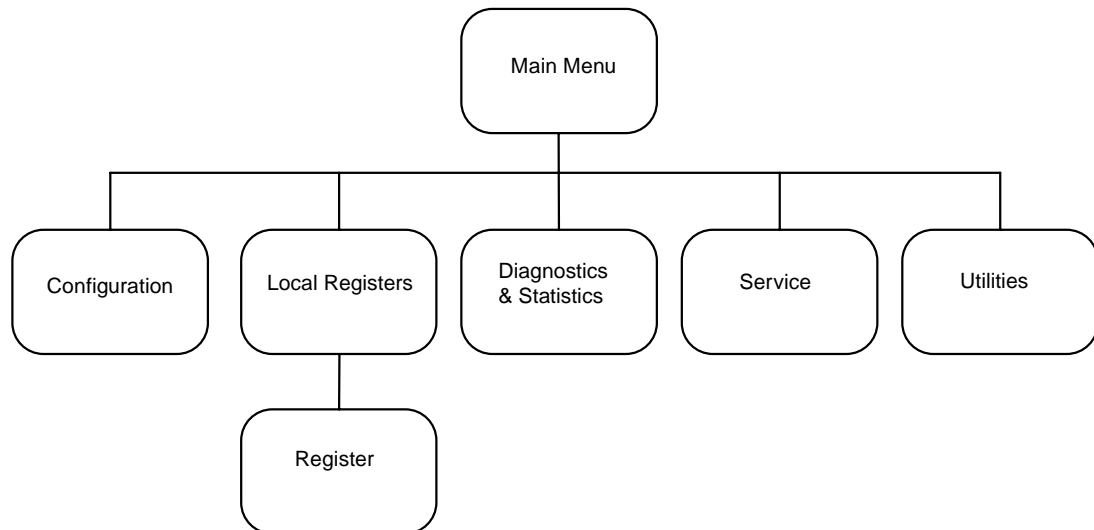 Main Menu
Configuration
Local Registers
Diagnostics
& Statistics
Service
Utilities
Register